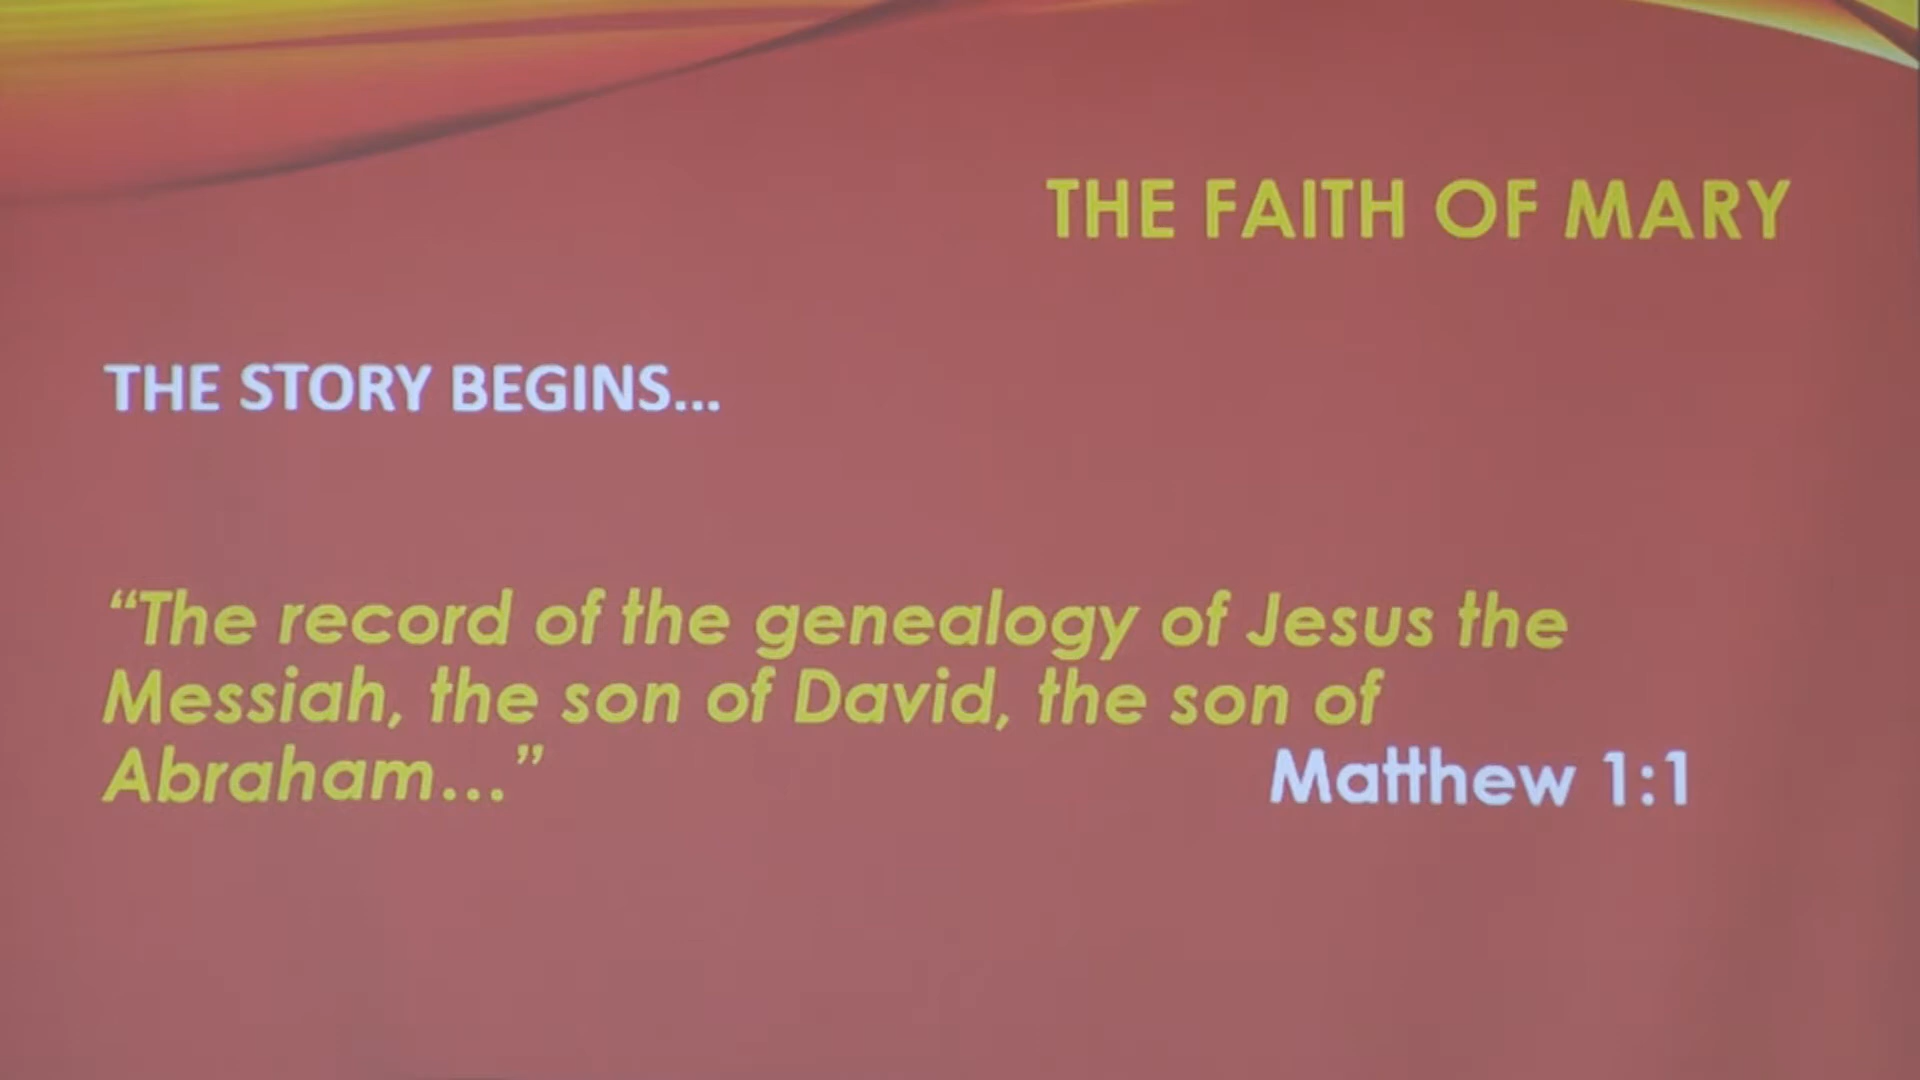 THE FAITH OF MARY
THE STORY BEGINS...
“The record of the genealogy of Jesus the
Messiah, the son of David, the son of
Abraham...”
Matthew 1:1